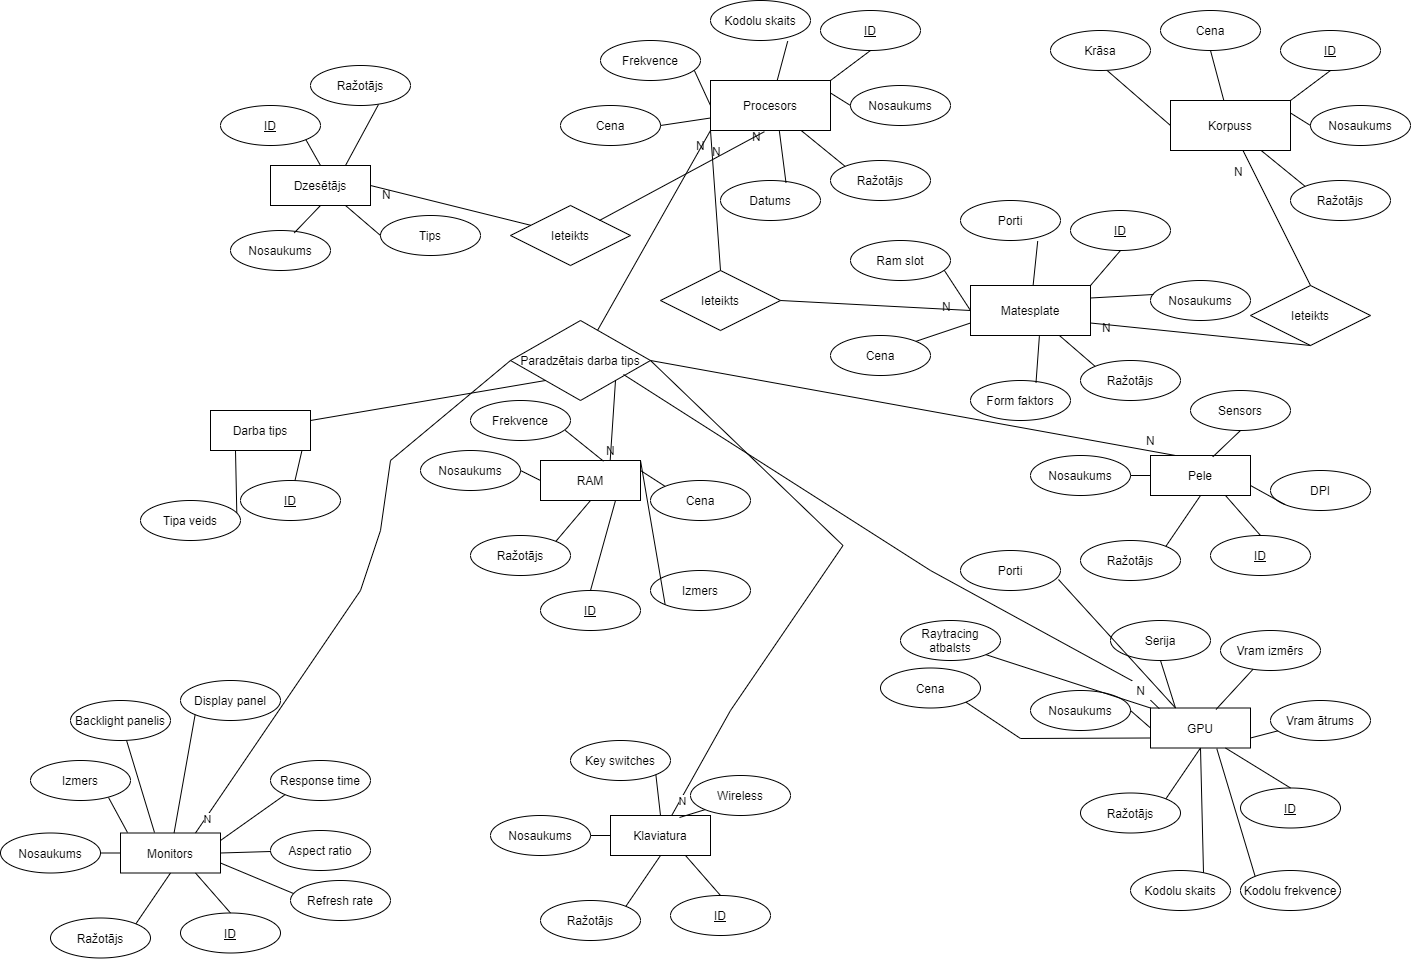 Kodolu skaits
ID
Frekvence
Cena
Procesors
Nosaukums
Ražotājs
Datums
N
N
N
Cena
Krāsa
ID
Korpuss
Nosaukums
Ražotājs
N
Ražotājs
ID
Dzesētājs
N
Nosaukums
Tips
Ieteikts
Porti
ID
Ram slot
Nosaukums
Matesplate
N
N
Cena
Ražotājs
Form faktors
Ieteikts
Ieteikts
Paradzētais darba tips
Darba tips
Tipa veids
ID
Frekvence
N
Nosaukums
RAM
Cena
Ražotājs
ID
Izmers
Sensors
N
Nosaukums
Pele
DPI
Ražotājs
ID
Porti
Raytracing
atbalsts
Serija
Vram izmērs
Cena
N
Nosaukums
GPU
Vram ātrums
Ražotājs
ID
Kodolu skaits
Kodolu frekvence
Display panel
Backlight panelis
Izmers
Response time
N
Nosaukums
Monitors
Aspect ratio
Refresh rate
Ražotājs
ID
Key switches
Wireless
N
Nosaukums
Klaviatura
Ražotājs
ID